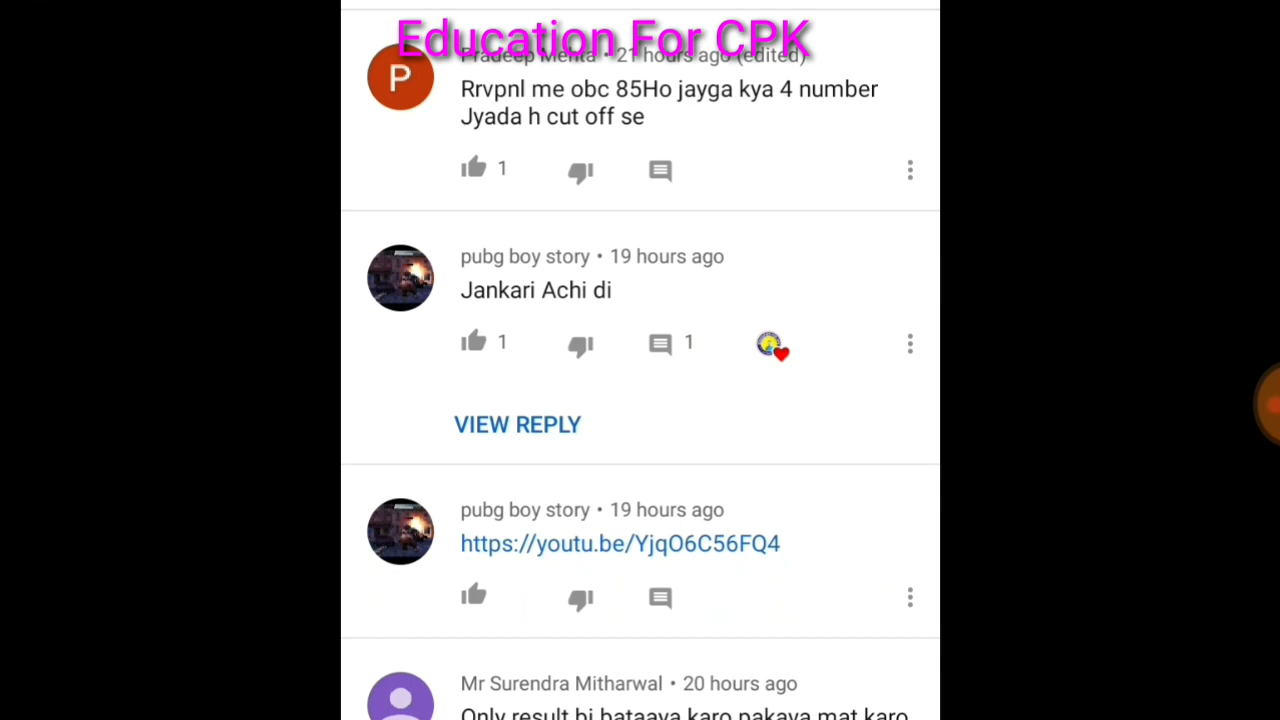 Education For CPK
Pradeep Mehta • 21 hours ago (edited)
P
Rrvpnl me obc 85Ho jayga kya 4 number
Jyada h cut off se
1
pubg boy story • 19 hours ago
Jankari Achi di
1 1
VIEW REPLY
pubg boy story • 19 hours ago
https://youtu.be/YjqO6C56FQ4
Mr Surendra Mitharwal • 20 hours ago
Only result bi bataaya karo pakaya mat karo